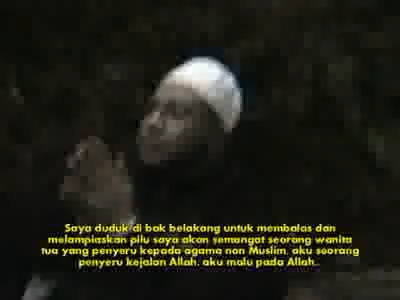 Saya duduk di bak belakang untuk membalas dan
melampiaskan pilu saya akan semangat seorang wanita
tua yang penyeru kepada agama non Muslim, aku seorang
penyeru kejalan Allah, aku malu pada Allah..